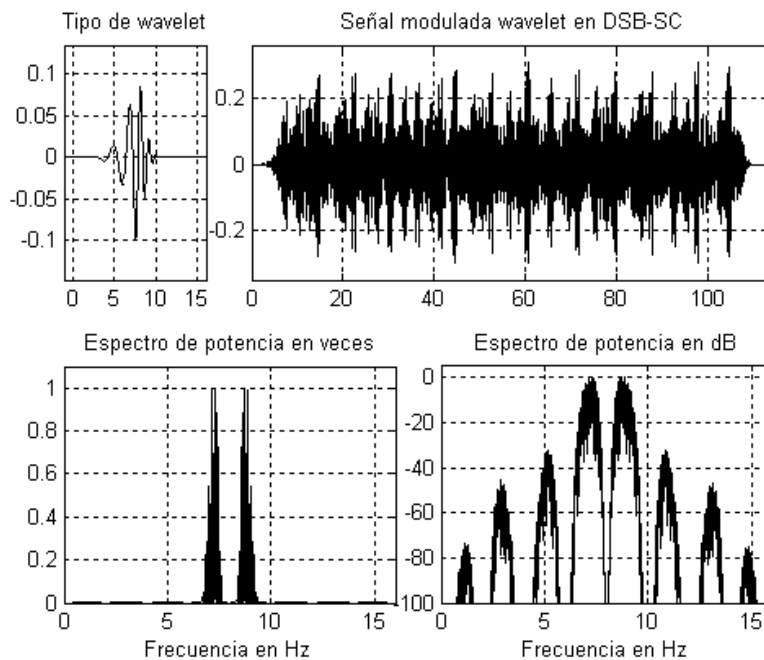 Tipo de wavelet
Señal modulada wavelet en DSB-SC
0.1
0.05
0
-0.05
-0.1
0 5 10 15
0.2
0
-0.2
0 20 40 60 80 100
Espectro de potencia en veces
Espectro de potencia en dB
1
0.8
0.6
0.4
0.2
0
0 5 10 15
Frecuencia en Hz
0
-20
-40
-60
-80
-100
0 5 10 15
Frecuencia en Hz